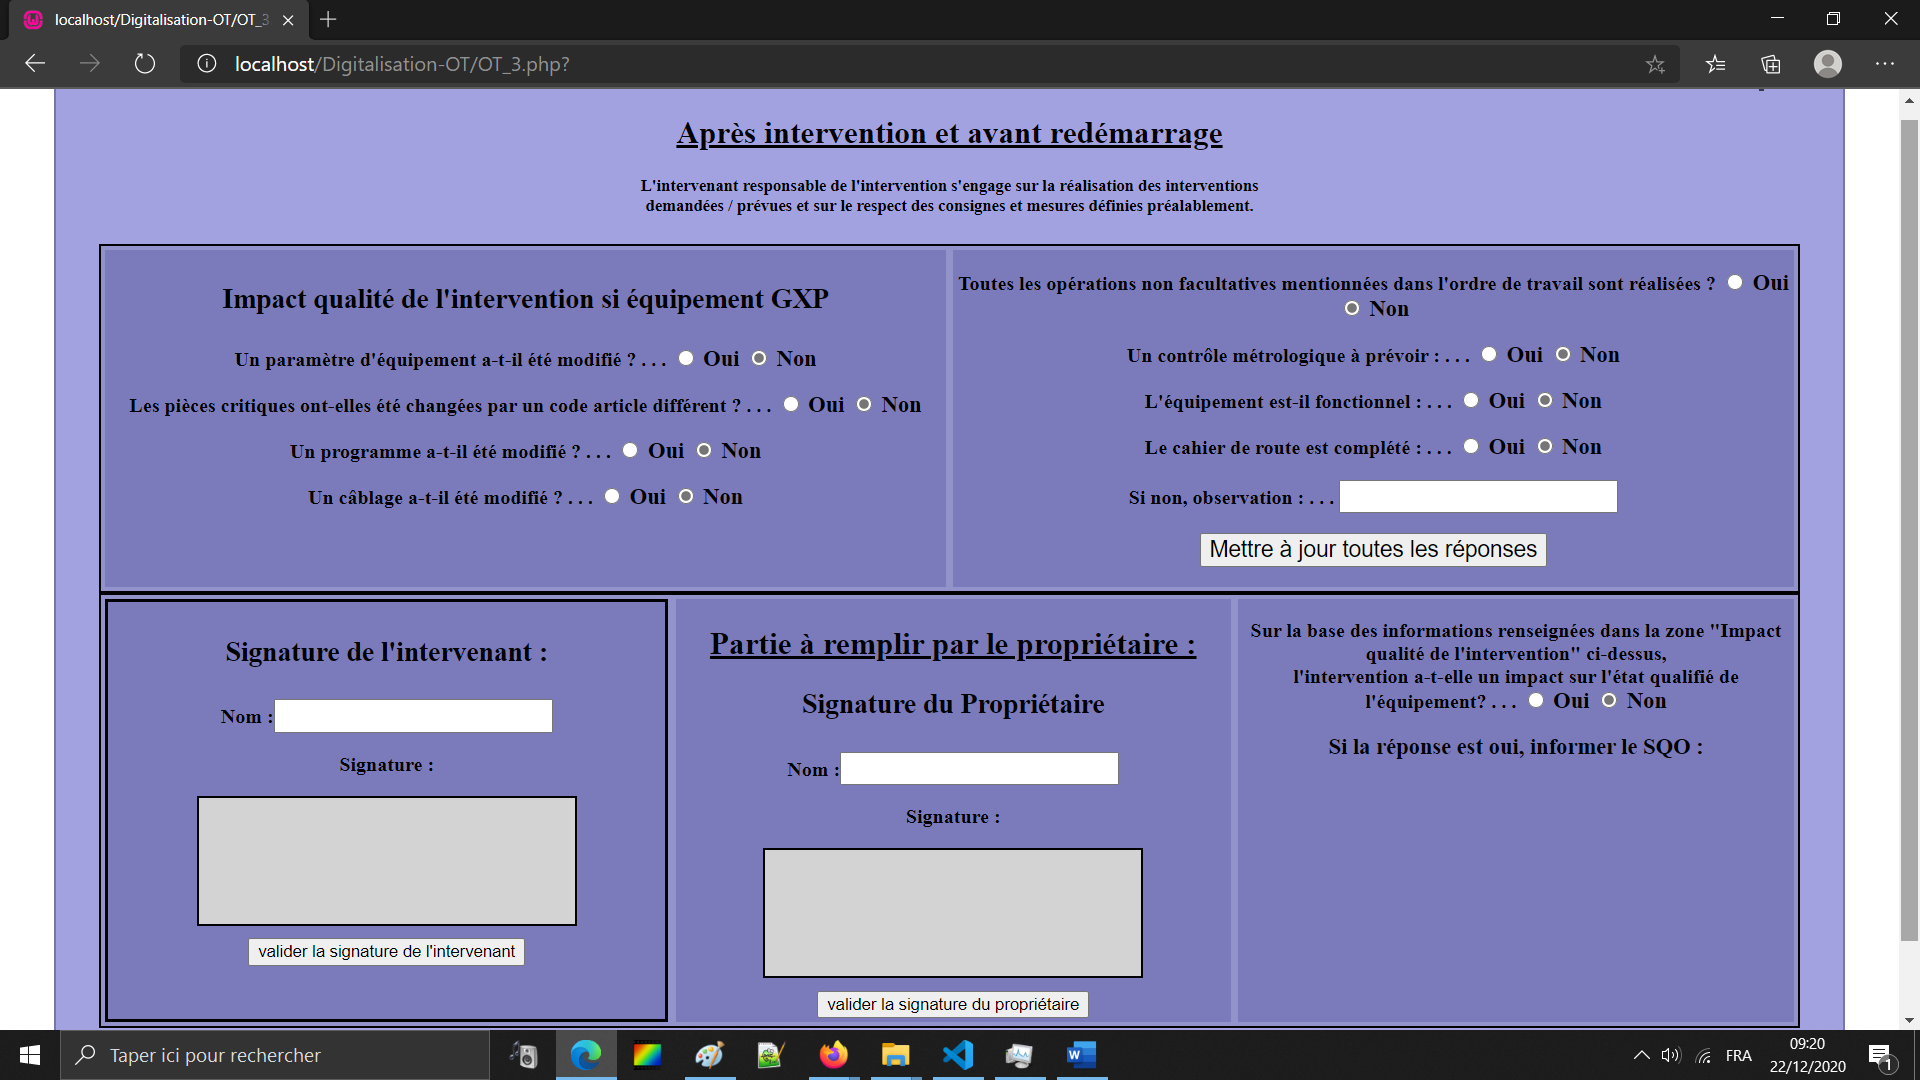 localhost/Digitalisation-OT/OT_3
localhost/Digitalisation-OT/OT_3.php?
Après intervention et avant redémarrage
L'intervenant responsable de l'intervention s'engage sur la réalisation des interventions
demandées / prévues et sur le respect des consignes et mesures définies préalablement.
Impact qualité de l'intervention si équipement GXP
Un paramètre d'équipement a-t-il été modifié ? . . . Oui Non
Les pièces critiques ont-elles été changées par un code article différent ? . . . Oui Non
Un programme a-t-il été modifié ? . . . Oui Non
Un câblage a-t-il été modifié ? . . . Oui Non
Toutes les opérations non facultatives mentionnées dans l'ordre de travail sont réalisées ? Oui
Non
Un contrôle métrologique à prévoir : . . . Oui Non
L'équipement est-il fonctionnel : . . . Oui Non
Le cahier de route est complété : . . . Oui Non
Si non, observation : . . .
Mettre à jour toutes les réponses
Signature de l'intervenant :
Nom :
Signature :
valider la signature de l'intervenant
Partie à remplir par le propriétaire :
Signature du Propriétaire
Nom :
Signature :
valider la signature du propriétaire
Sur la base des informations renseignées dans la zone "Impact
qualité de l'intervention" ci-dessus,
l'intervention a-t-elle un impact sur l'état qualifié de
l'équipement? . . . Oui Non
Si la réponse est oui, informer le SQO :
Taper ici pour rechercher
FRA
09:20
22/12/2020
1